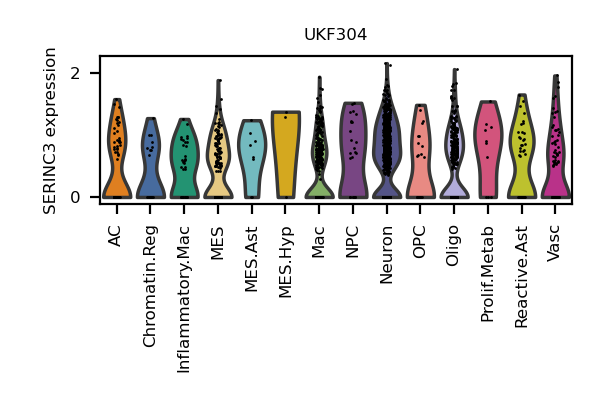 UKF304
SERINC3 expression
2
0
AC
Chromatin.Reg
Inflammatory.Mac
MES
MES.Ast
MES.Hyp
Mac
NPC
Neuron
OPC
Oligo
Prolif.Metab
Reactive.Ast
Vasc